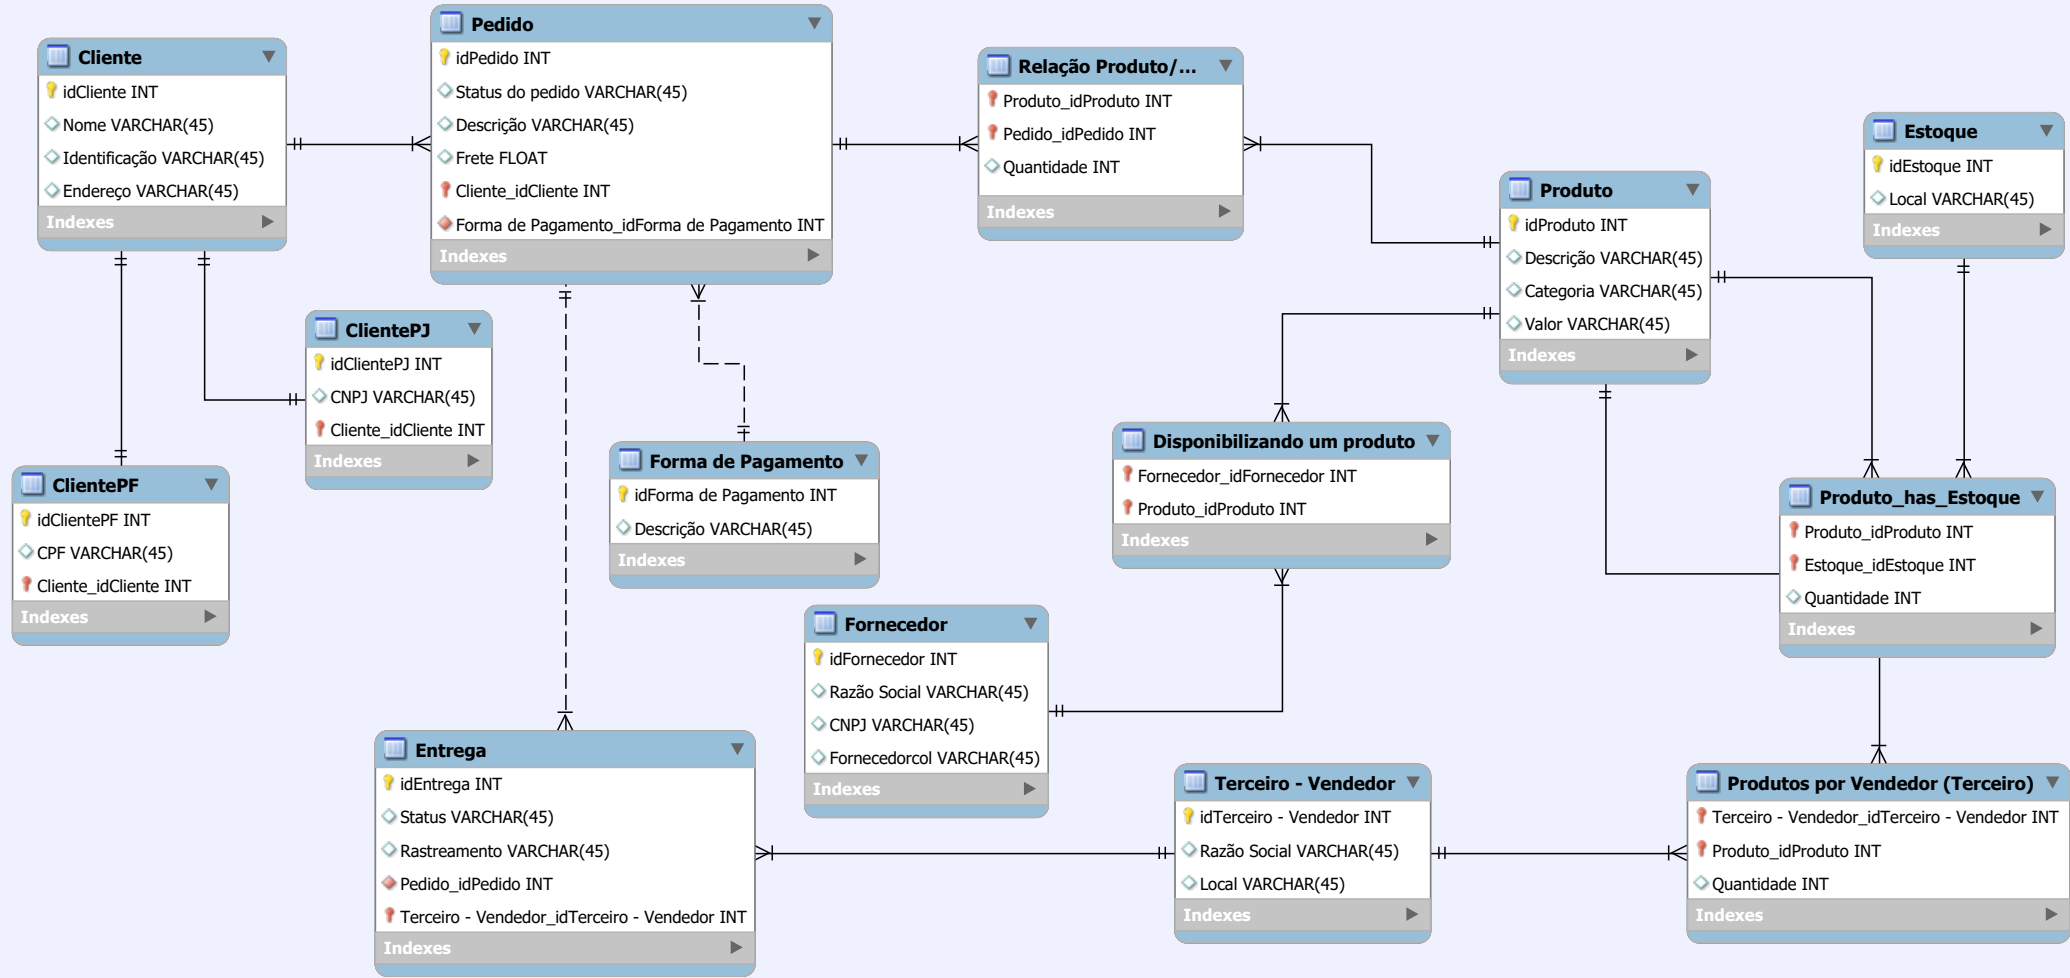 Cliente
idCliente INT
Nome VARCHAR(45)
Identificação VARCHAR(45)
Endereço VARCHAR(45)
Indexes
Pedido
idPedido INT
Status do pedido VARCHAR(45)
Descrição VARCHAR(45)
Frete FLOAT
Cliente_idCliente INT
Forma de Pagamento_idForma de Pagamento INT
Indexes
Relação Produto/...
Produto_idProduto INT
Pedido_idPedido INT
Quantidade INT
Indexes
Produto
idProduto INT
Descrição VARCHAR(45)
Categoria VARCHAR(45)
Valor VARCHAR(45)
Indexes
Estoque
idEstoque INT
Local VARCHAR(45)
Indexes
ClientePJ
idClientePJ INT
CNPJ VARCHAR(45)
Cliente_idCliente INT
Indexes
ClientePF
idClientePF INT
CPF VARCHAR(45)
Cliente_idCliente INT
Indexes
Forma de Pagamento
idForma de Pagamento INT
Descrição VARCHAR(45)
Indexes
Disponibilizando um produto
Fornecedor_idFornecedor INT
Produto_idProduto INT
Indexes
Produto_has_Estoque
Produto_idProduto INT
Estoque_idEstoque INT
Quantidade INT
Indexes
Fornecedor
idFornecedor INT
Razão Social VARCHAR(45)
CNPJ VARCHAR(45)
Fornecedorcol VARCHAR(45)
Indexes
Entrega
idEntrega INT
Status VARCHAR(45)
Rastreamento VARCHAR(45)
Pedido_idPedido INT
Terceiro - Vendedor_idTerceiro - Vendedor INT
Indexes
Terceiro - Vendedor
idTerceiro - Vendedor INT
Razão Social VARCHAR(45)
Local VARCHAR(45)
Indexes
Produtos por Vendedor (Terceiro)
Terceiro - Vendedor_idTerceiro - Vendedor INT
Produto_idProduto INT
Quantidade INT
Indexes